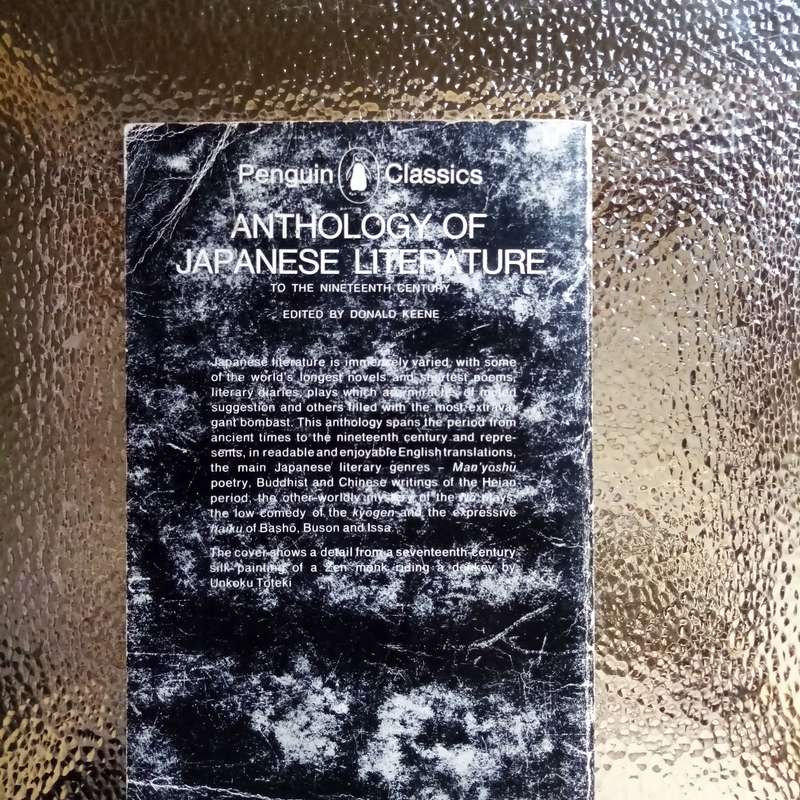 Penguin Classics
ANTHOLOGY OF
JAPANESE LITERATURE
TO THE NINETEENTH CENTURY
EDITED BY DONALD KEENE
Japanese literature is immensely varied, with some
of the world's longest novels and shortest poems,
literary diaries, plays which are miracles of muted
suggestion and others filled with the most extrava-
gant bombast. This anthology spans the period from
ancient times to the nineteenth century and repre-
sents, in readable and enjoyable English translations,
the main Japanese literary genres – Man'yōshū
poetry, Buddhist and Chinese writings of the Heian
period, the other-worldly mystery of the Nō plays,
the low comedy of the kyōgen and the expressive
haiku of Bashō, Buson and Issa.
The cover shows a detail from a seventeenth-century
silk painting of a Zen monk riding a donkey by
Unkoku Tōteki